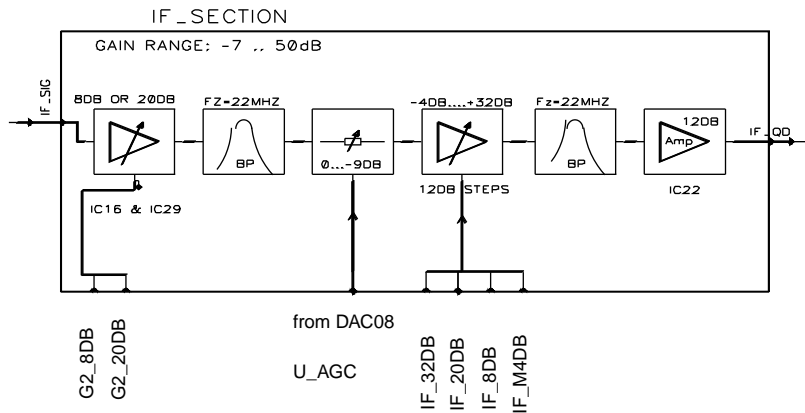 IF_SECTION
GAIN RANGE: -7 .. 50dB
IF_SIG
8DB OR 20DB
FZ=22MHZ
BP
0...-9DB
-4DB....+32DB
12DB STEPS
Fz=22MHZ
BP
12DB
Amp
IC22
IF_QD
IC16 & IC29
G2_8DB
G2_20DB
from DAC08
U_AGC
IF_32DB
IF_20DB
IF_8DB
IF_M4DB